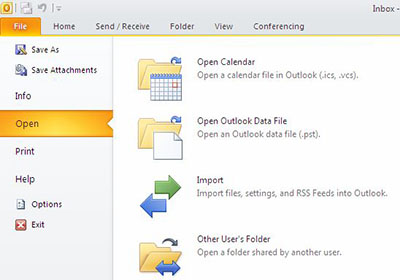 Inbox -
File Home Send / Receive Folder View Conferencing
Save As
Save Attachments
Info
Open
Print
Help
Options
Exit
Open Calendar
Open a calendar file in Outlook (.ics, .vcs).
Open Outlook Data File
Open an Outlook data file (.pst).
Import
Import files, settings, and RSS Feeds into Outlook.
Other User's Folder
Open a folder shared by another user.